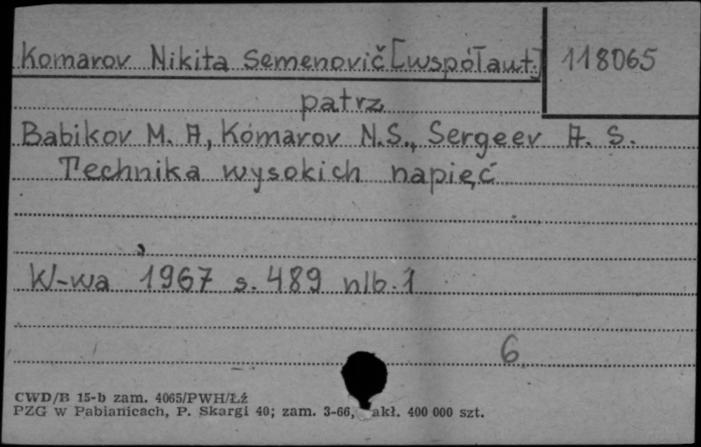 Komarov Nikita Semenovič [współaut.] 118065
patrz
Babikov M. A., Komarov N.S., Sergeev A. S.
Technika wysokich napięć
W-wa 1967 s. 489 nlb. 1
6
CWD/B 15-b zam. 4065/PWH/Łź
PZG w Pabianicach, P. Skargi 40; zam. 3-66, akł. 400 000 szt.